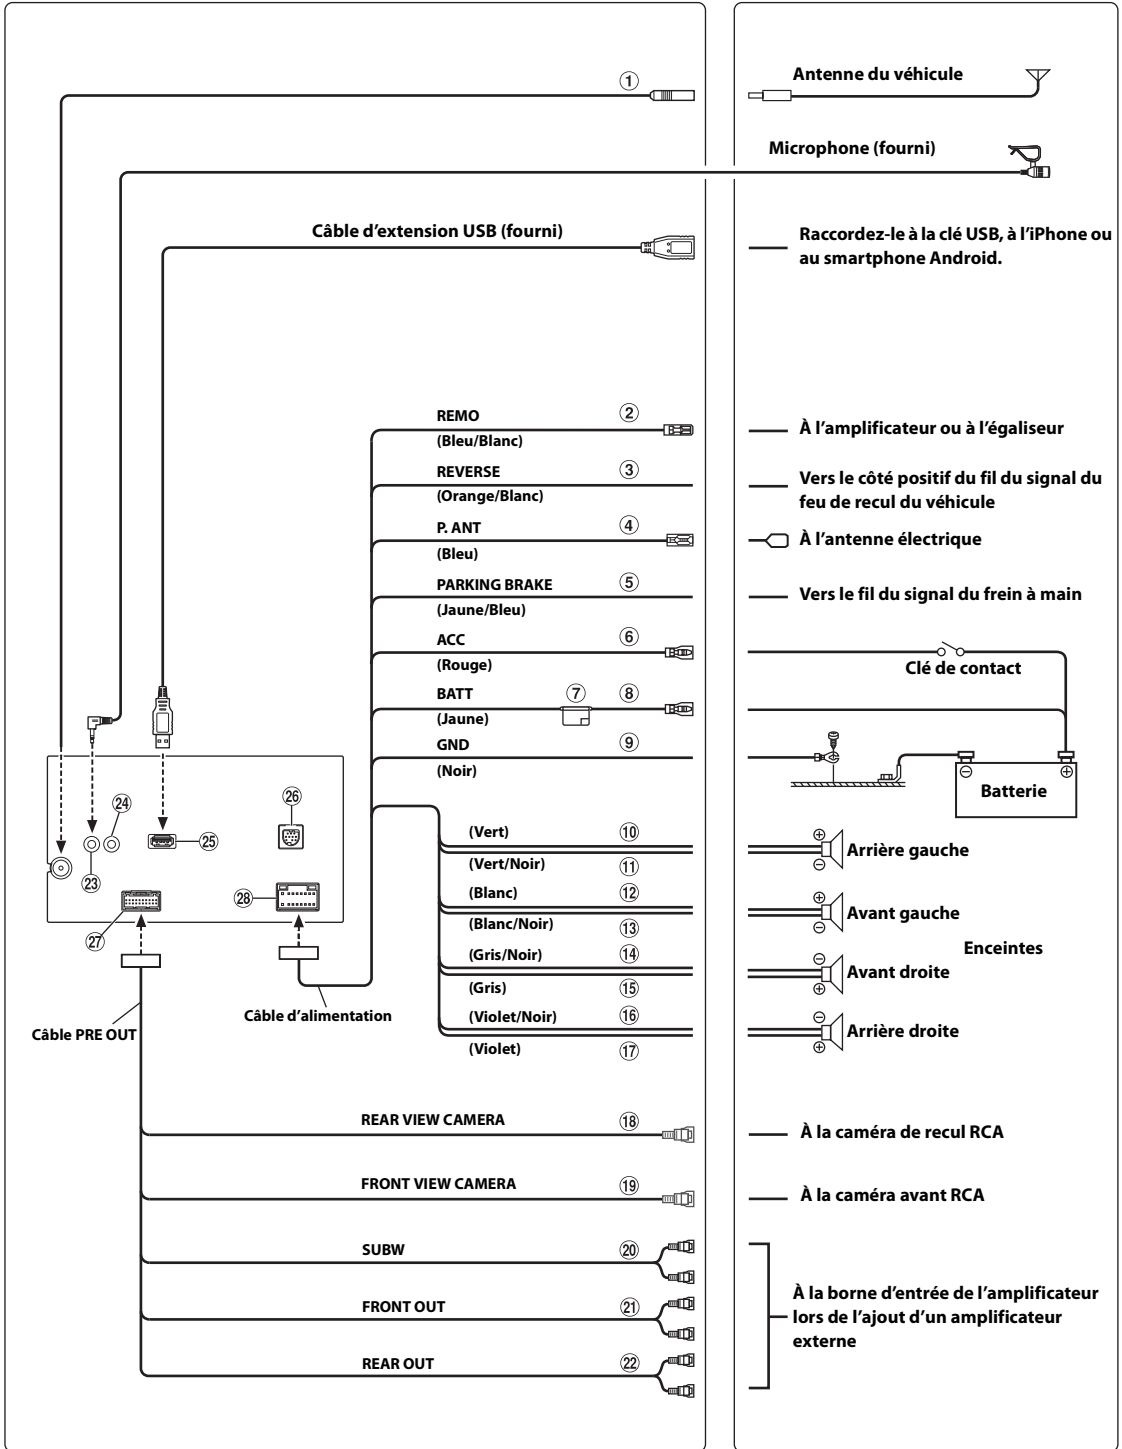 ①
Antenne du véhicule
Microphone (fourni)
Câble d'extension USB (fourni)
Raccordez-le à la clé USB, à l'iPhone ou
au smartphone Android.
REMO ②
(Bleu/Blanc)
À l'amplificateur ou à l'égaliseur
REVERSE ③
(Orange/Blanc)
Vers le côté positif du fil du signal du
feu de recul du véhicule
P. ANT ④
(Bleu)
À l'antenne électrique
PARKING BRAKE ⑤
(Jaune/Bleu)
Vers le fil du signal du frein à main
ACC ⑥
(Rouge)
Clé de contact
BATT ⑦ ⑧
(Jaune)
GND ⑨
(Noir)
⊖ ⊕
Batterie
㉔ ㉖
㉕
㉓
㉘
㉗
(Vert) ⑩
(Vert/Noir) ⑪
⊕
⊖
Arrière gauche
(Blanc) ⑫
(Blanc/Noir) ⑬
⊕
⊖
Avant gauche
Enceintes
(Gris/Noir) ⑭
(Gris) ⑮
⊖
⊕
Avant droite
(Violet/Noir) ⑯
(Violet) ⑰
⊖
⊕
Arrière droite
Câble d'alimentation
Câble PRE OUT
REAR VIEW CAMERA ⑱
À la caméra de recul RCA
FRONT VIEW CAMERA ⑲
À la caméra avant RCA
SUBW ⑳
FRONT OUT ㉑
REAR OUT ㉒
À la borne d'entrée de l'amplificateur
lors de l'ajout d'un amplificateur
externe